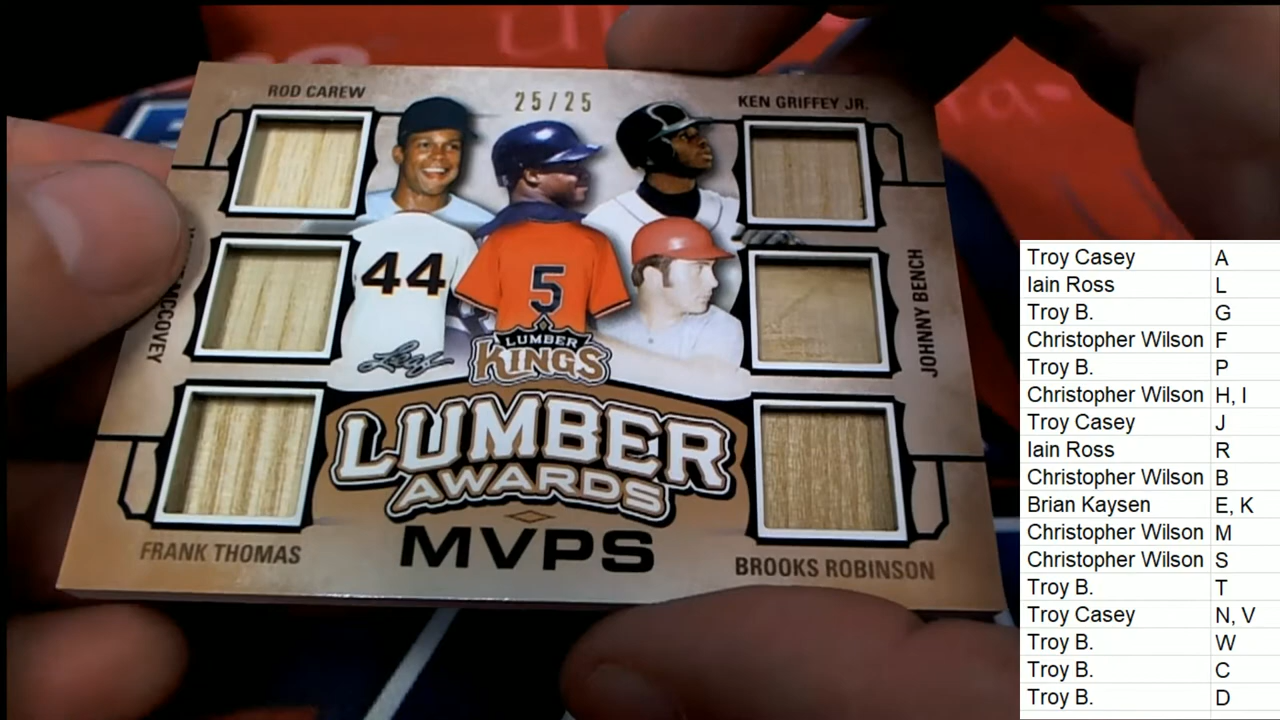 ROD CAREW
25/25
KEN GRIFFEY JR.
MCCOVEY
44
5
JOHNNY BENCH
Leaf
LUMBER
KINGS
LUMBER
AWARDS
MVPS
FRANK THOMAS
BROOKS ROBINSON
Troy Casey A
Iain Ross L
Troy B. G
Christopher Wilson F
Troy B. P
Christopher Wilson H, I
Troy Casey J
Iain Ross R
Christopher Wilson B
Brian Kaysen E, K
Christopher Wilson M
Christopher Wilson S
Troy B. T
Troy Casey N, V
Troy B. W
Troy B. C
Troy B. D